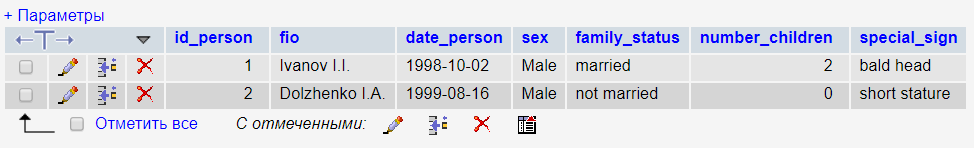 + Параметры
id_person fio date_person sex family_status number_children special_sign
1 Ivanov I.I. 1998-10-02 Male married 2 bald head
2 Dolzhenko I.A. 1999-08-16 Male not married 0 short stature
Отметить все С отмеченными: